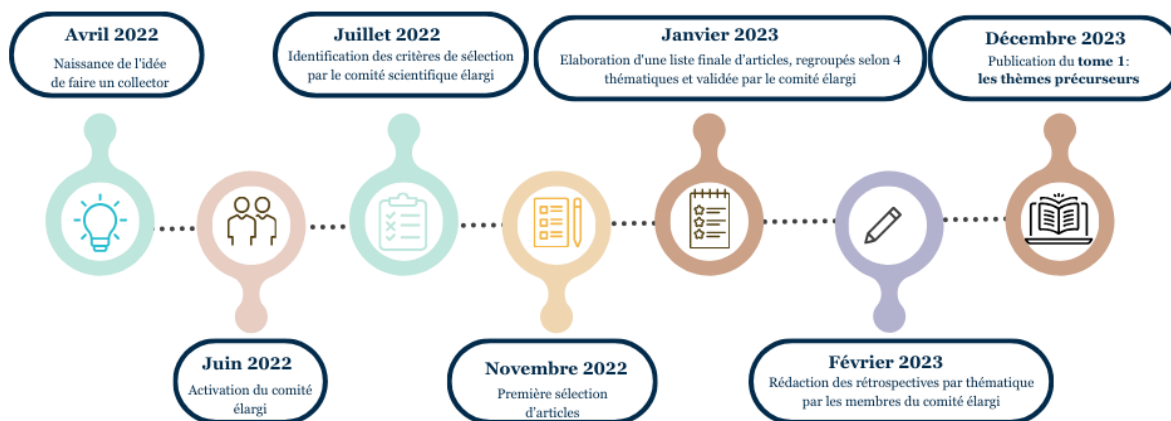 Avril 2022
Naissance de l'idée
de faire un collector
Juin 2022
Activation du comité
élargi
Juillet 2022
Identification des critères de sélection
par le comité scientifique élargi
Novembre 2022
Première sélection
d'articles
Janvier 2023
Elaboration d'une liste finale d'articles, regroupés selon 4
thématiques et validée par le comité élargi
Février 2023
Rédaction des rétrospectives par thématique
par les membres du comité élargi
Décembre 2023
Publication du tome 1:
les thèmes précurseurs